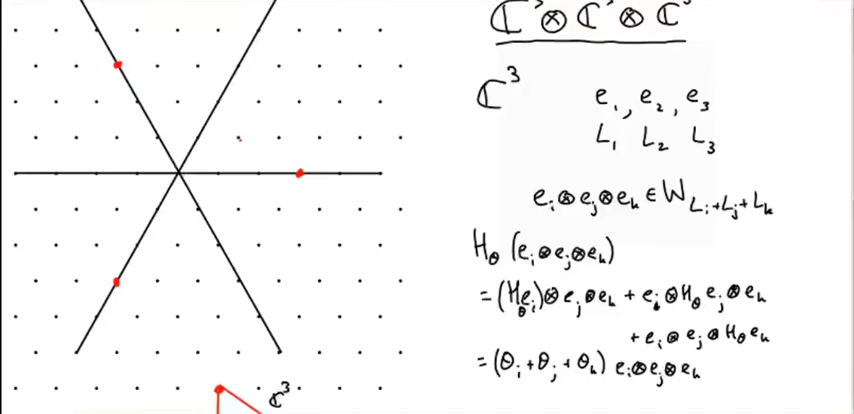 ℂ³⊗ℂ³⊗ℂ³
ℂ³ e₁, e₂, e₃
L₁ L₂ L₃
eᵢ⊗eⱼ⊗eₖ ∈ W_{Lᵢ+Lⱼ+Lₖ}
H_θ (eᵢ⊗eⱼ⊗eₖ)
= (H_θ eᵢ)⊗eⱼ⊗eₖ + eᵢ⊗H_θ eⱼ⊗eₖ
+ eᵢ⊗eⱼ⊗H_θ eₖ
= (θᵢ+θⱼ+θₖ) eᵢ⊗eⱼ⊗eₖ
ℂ³